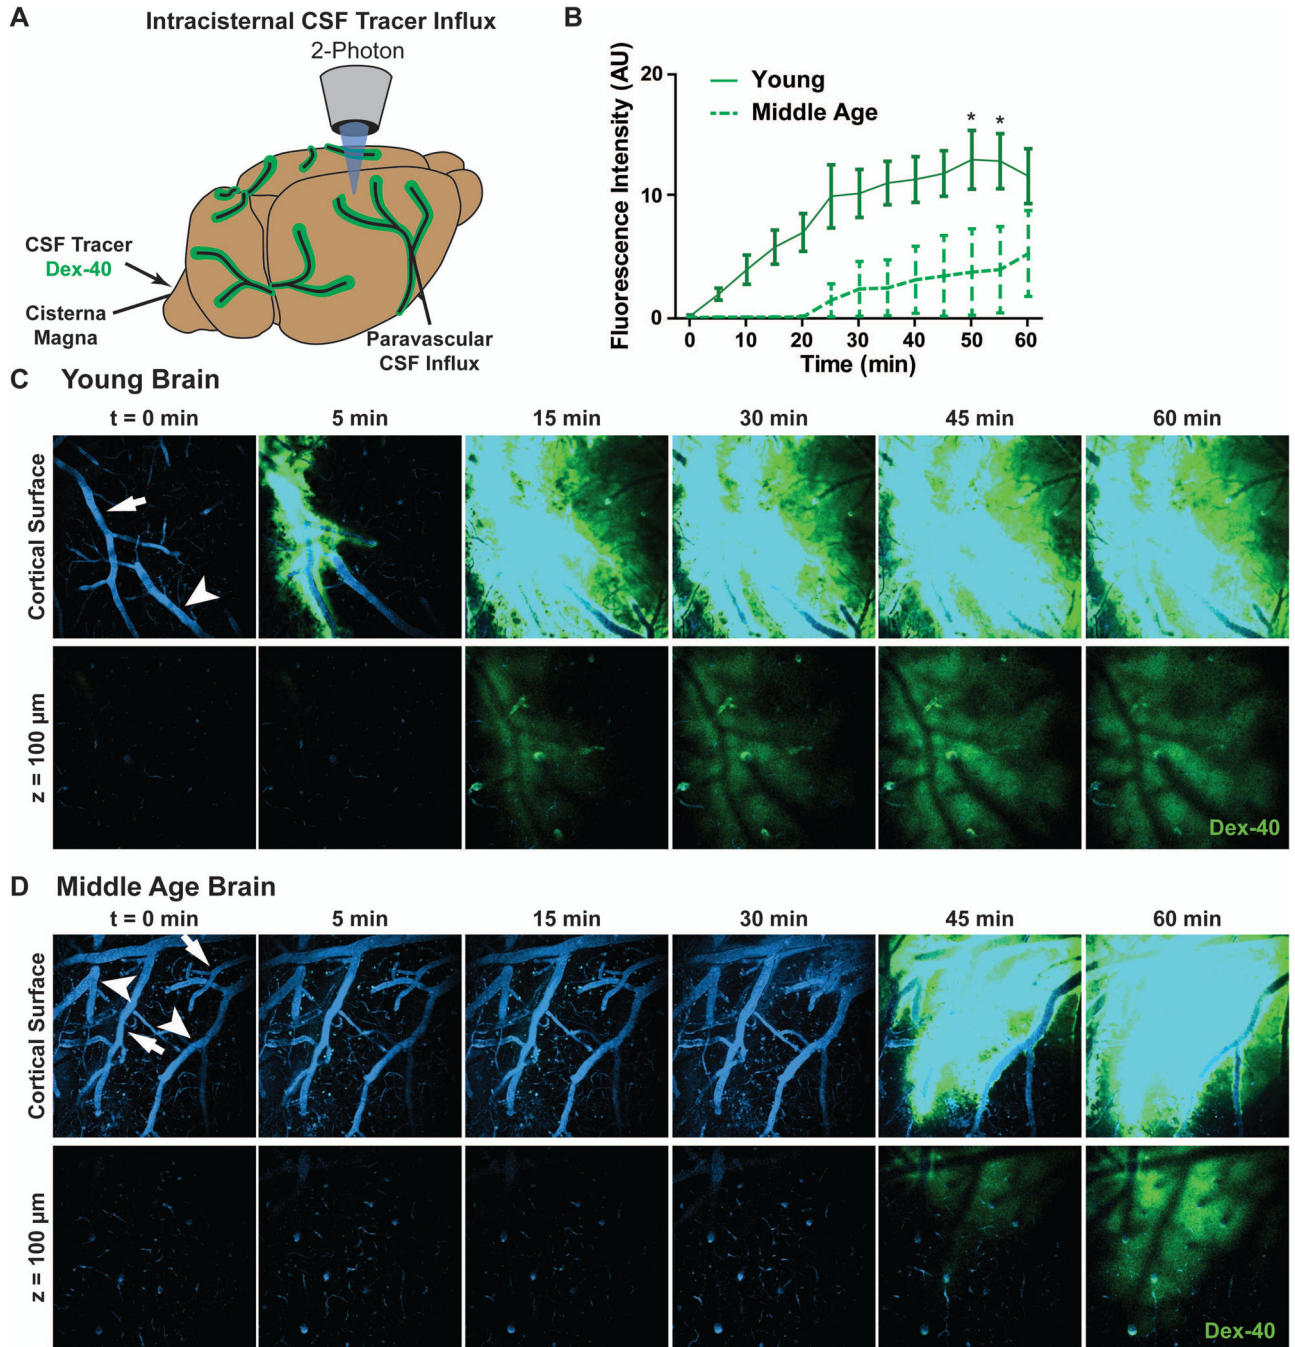 A
Intracisternal CSF Tracer Influx
2-Photon
CSF Tracer
Dex-40
Cisterna
Magna
Paravascular
CSF Influx
B
Fluorescence Intensity (AU)
20
10
0
Young
Middle Age
* *
0 10 20 30 40 50 60
Time (min)
C Young Brain
t = 0 min 5 min 15 min 30 min 45 min 60 min
Cortical Surface
z = 100 µm
Dex-40
D Middle Age Brain
t = 0 min 5 min 15 min 30 min 45 min 60 min
Cortical Surface
z = 100 µm
Dex-40